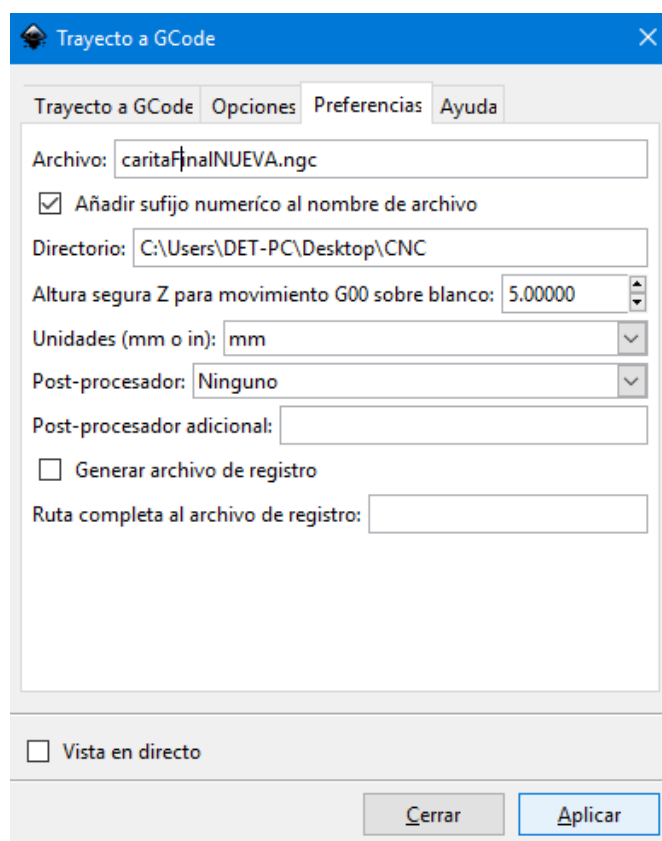 Trayecto a GCode
Trayecto a GCode Opciones Preferencias Ayuda
Archivo: caritaFinalNUEVA.ngc
Añadir sufijo numeríco al nombre de archivo
Directorio: C:\Users\DET-PC\Desktop\CNC
Altura segura Z para movimiento G00 sobre blanco: 5.00000
Unidades (mm o in): mm
Post-procesador: Ninguno
Post-procesador adicional:
Generar archivo de registro
Ruta completa al archivo de registro:
Vista en directo
Cerrar Aplicar